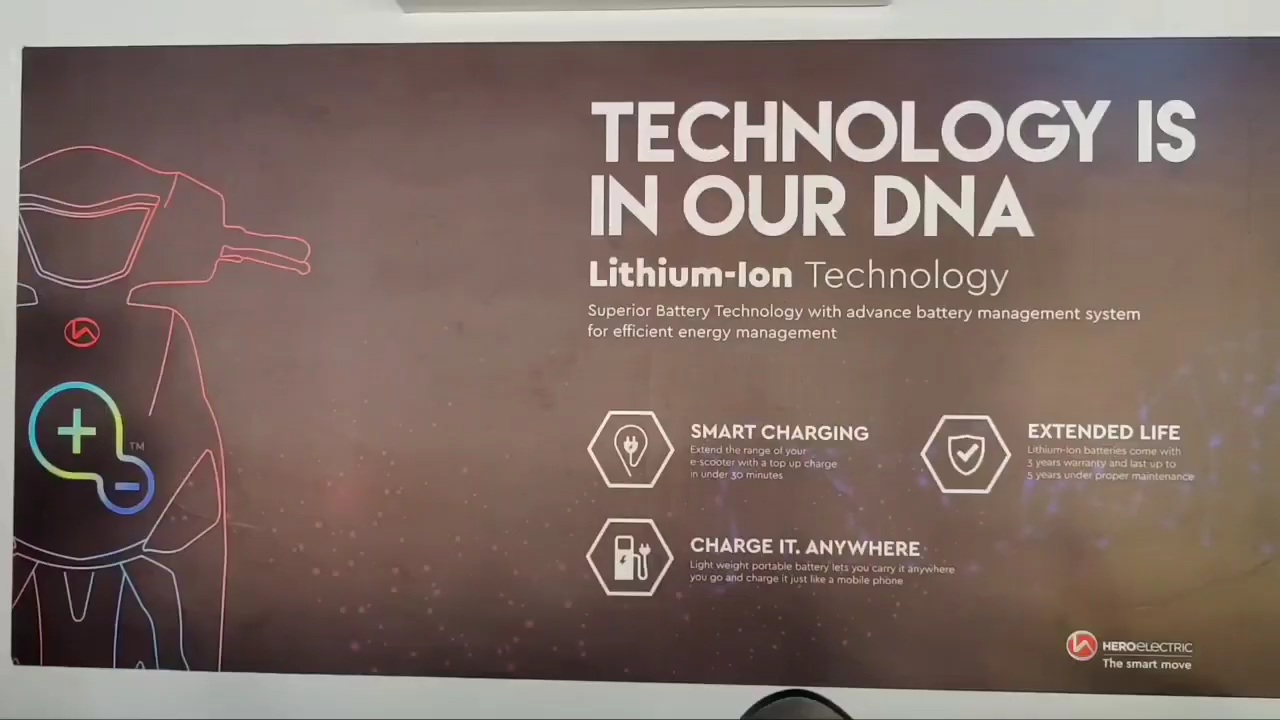 TECHNOLOGY IS
IN OUR DNA
Lithium-Ion Technology
Superior Battery Technology with advance battery management system
for efficient energy management
SMART CHARGING
Extend the range of your
e-scooter with a top up charge
in under 30 minutes
EXTENDED LIFE
Lithium-Ion batteries come with
3 years warranty and last up to
5 years under proper maintenance
TM
CHARGE IT. ANYWHERE
Light weight portable battery lets you carry it anywhere
you go and charge it just like a mobile phone
HEROELECTRIC
The smart move